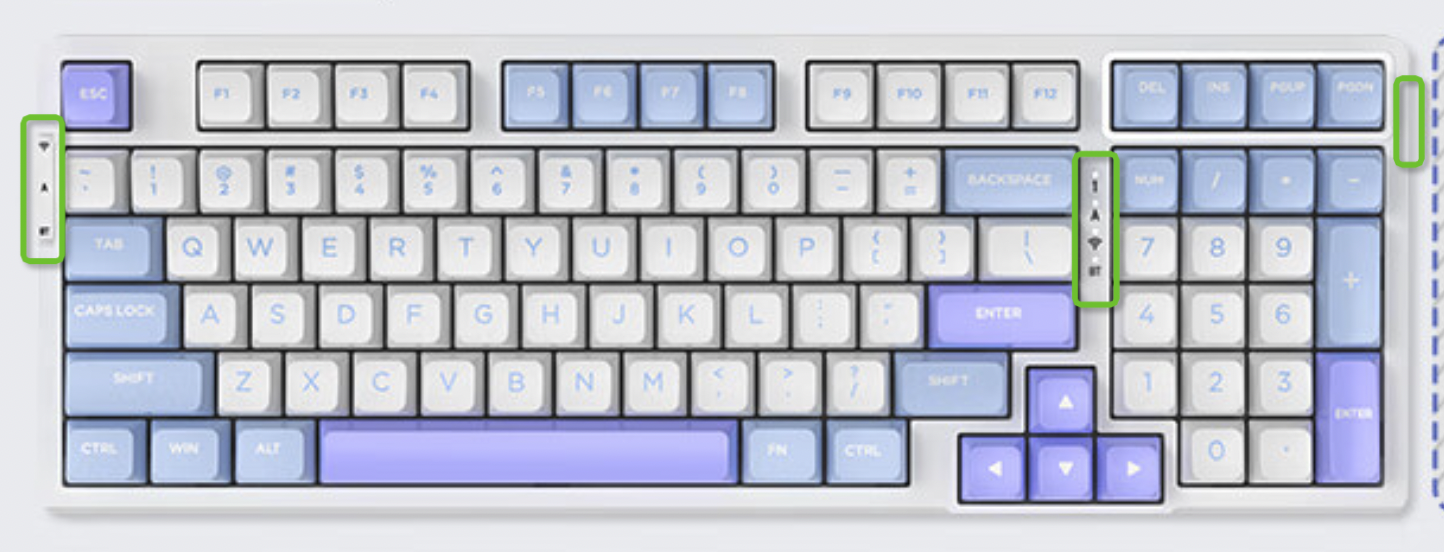 ESC F1 F2 F3 F4 F5 F6 F7 F8 F9 F10 F11 F12 DEL INS PGUP PGDN
~ ! @ # $ % ^ & * ( ) — +
` 1 2 3 4 5 6 7 8 9 0 - = BACKSPACE 1 NUM / * -
A A
BT TAB Q W E R T Y U I O P { } | 7 8 9 +
[ ] \ BT
CAPS LOCK A S D F G H J K L : " ENTER 4 5 6
; '
SHIFT Z X C V B N M < > ? SHIFT ▲ 1 2 3 ENTER
, . /
CTRL WIN ALT FN CTRL ◀ ▼ ▶ 0 .